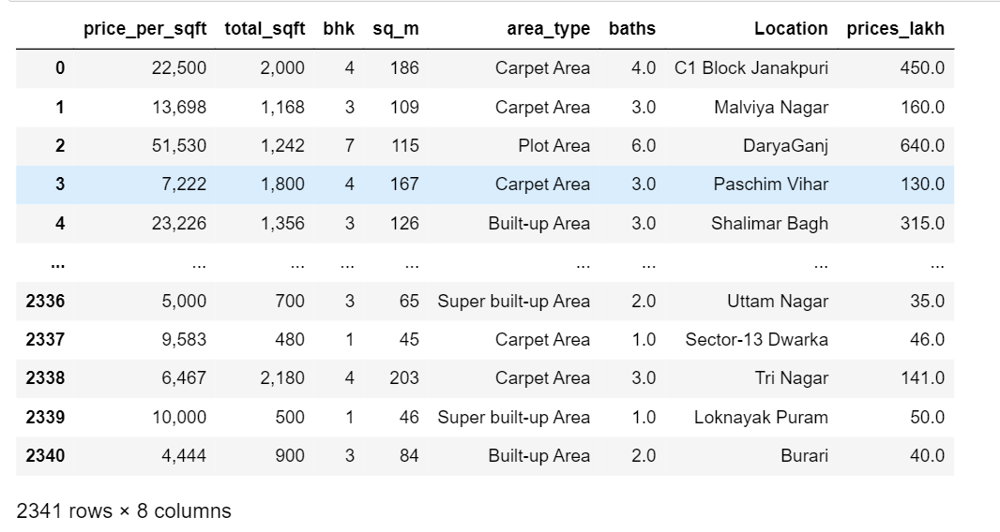 price_per_sqft total_sqft bhk sq_m area_type baths Location prices_lakh
0 22,500 2,000 4 186 Carpet Area 4.0 C1 Block Janakpuri 450.0
1 13,698 1,168 3 109 Carpet Area 3.0 Malviya Nagar 160.0
2 51,530 1,242 7 115 Plot Area 6.0 DaryaGanj 640.0
3 7,222 1,800 4 167 Carpet Area 3.0 Paschim Vihar 130.0
4 23,226 1,356 3 126 Built-up Area 3.0 Shalimar Bagh 315.0
... ... ... ... ... ... ... ... ...
2336 5,000 700 3 65 Super built-up Area 2.0 Uttam Nagar 35.0
2337 9,583 480 1 45 Carpet Area 1.0 Sector-13 Dwarka 46.0
2338 6,467 2,180 4 203 Carpet Area 3.0 Tri Nagar 141.0
2339 10,000 500 1 46 Super built-up Area 1.0 Loknayak Puram 50.0
2340 4,444 900 3 84 Built-up Area 2.0 Burari 40.0
2341 rows × 8 columns